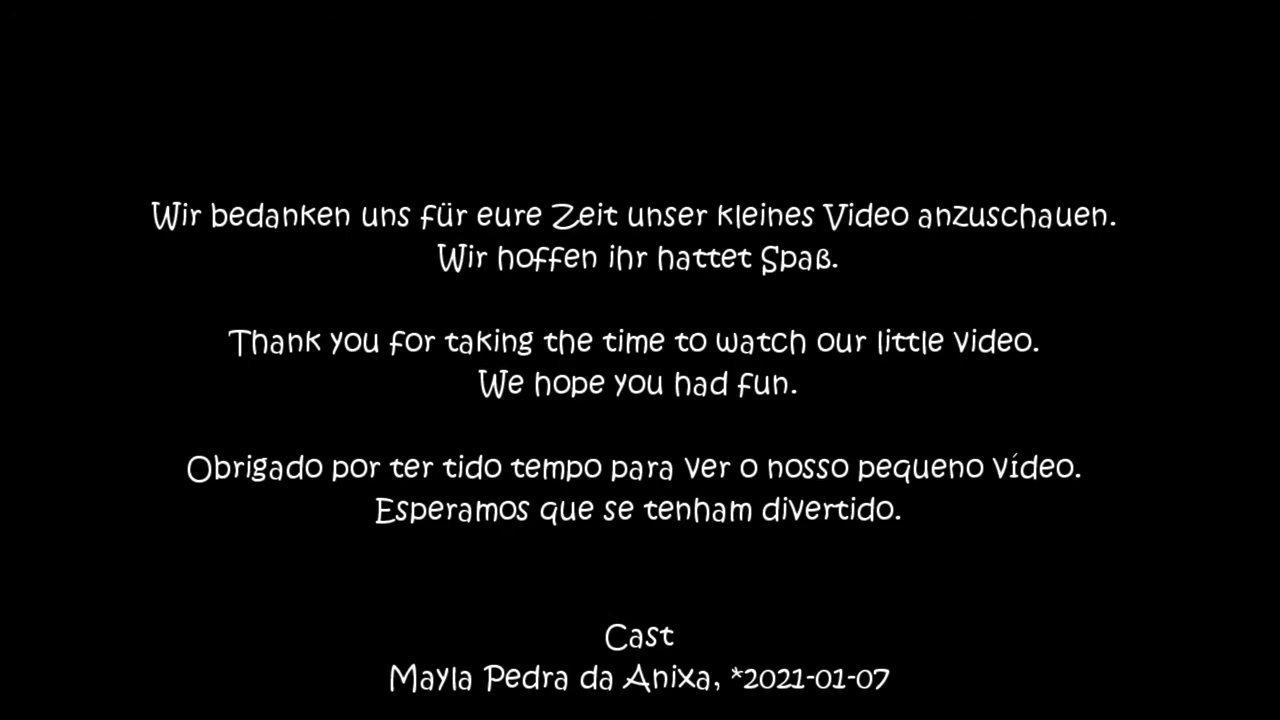 Wir bedanken uns für eure Zeit unser kleines Video anzuschauen.
Wir hoffen ihr hattet Spaß.
Thank you for taking the time to watch our little video.
We hope you had fun.
Obrigado por ter tido tempo para ver o nosso pequeno vídeo.
Esperamos que se tenham divertido.
Cast
Mayla Pedra da Anixa, *2021-01-07